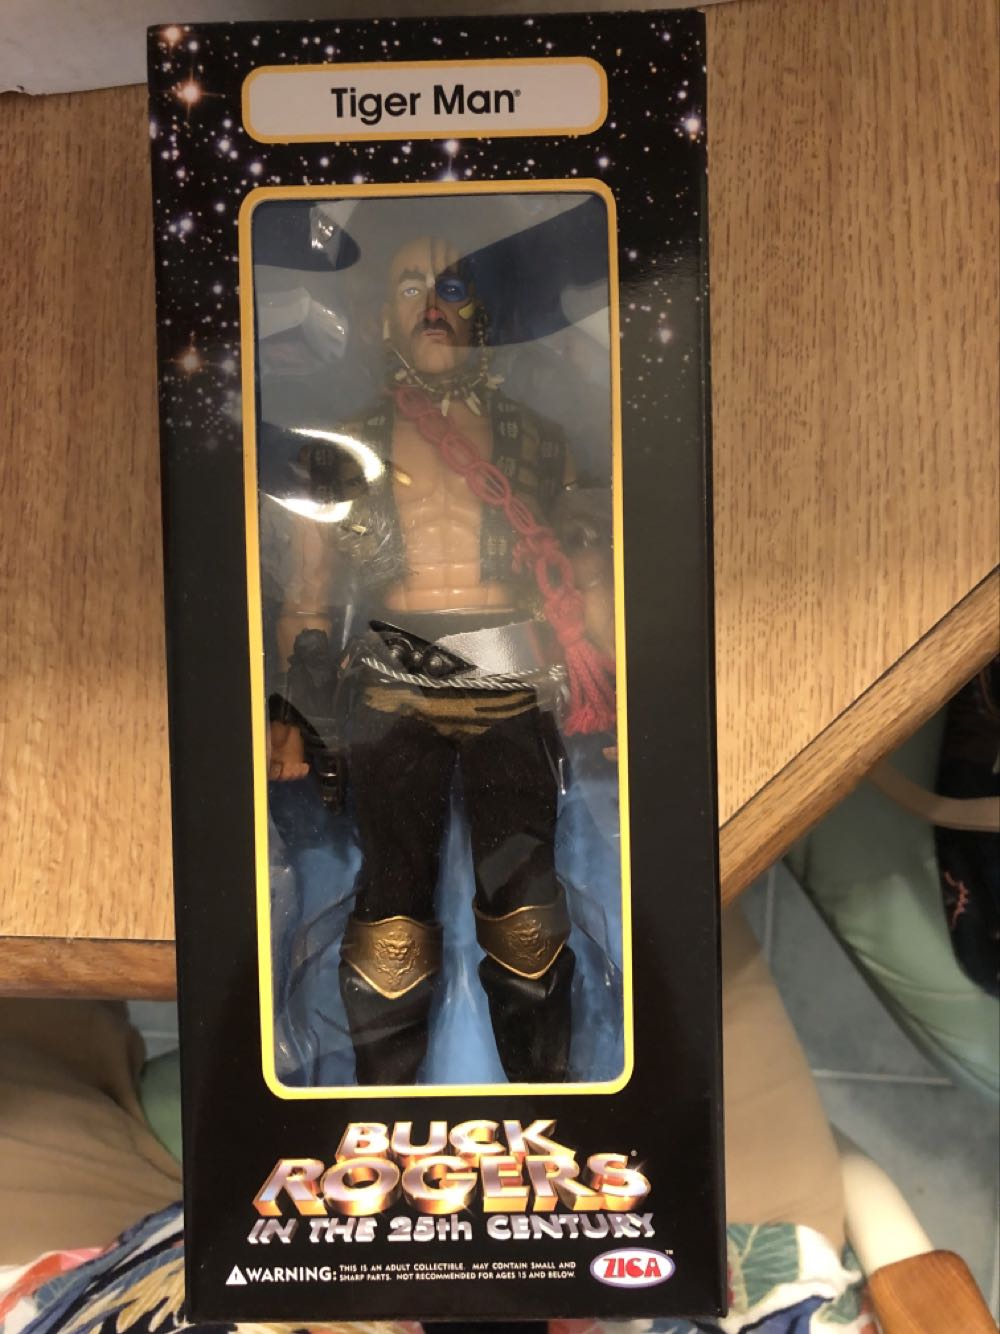 Tiger Man®
BUCK
ROGERS®
IN THE 25th CENTURY
WARNING: THIS IS AN ADULT COLLECTIBLE. MAY CONTAIN SMALL AND
SHARP PARTS. NOT RECOMMENDED FOR AGES 15 AND BELOW.
ZICA™